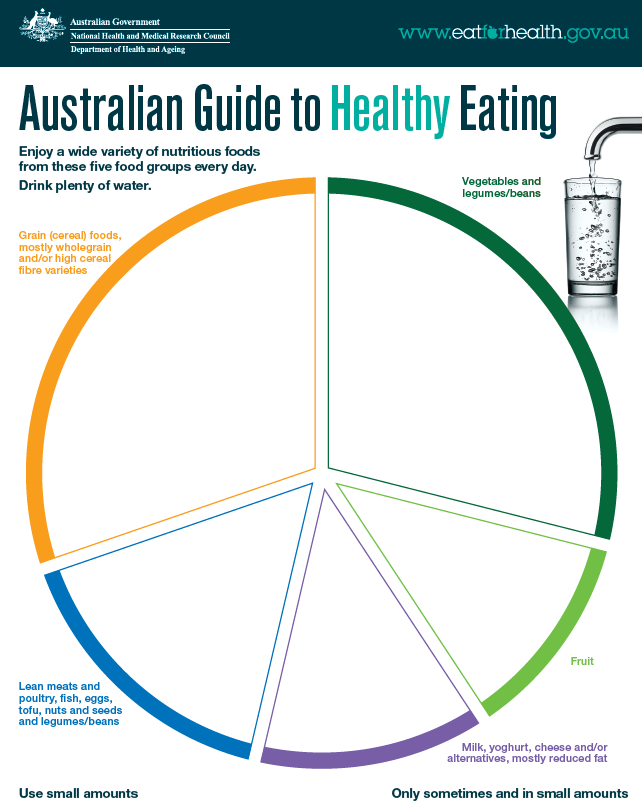 Australian Government
National Health and Medical Research Council
Department of Health and Ageing
www.eatforhealth.gov.au
Australian Guide to Healthy Eating
Enjoy a wide variety of nutritious foods
from these five food groups every day.
Drink plenty of water.
Grain (cereal) foods,
mostly wholegrain
and/or high cereal
fibre varieties
Vegetables and
legumes/beans
Lean meats and
poultry, fish, eggs,
tofu, nuts and seeds
and legumes/beans
Fruit
Milk, yoghurt, cheese and/or
alternatives, mostly reduced fat
Use small amounts
Only sometimes and in small amounts